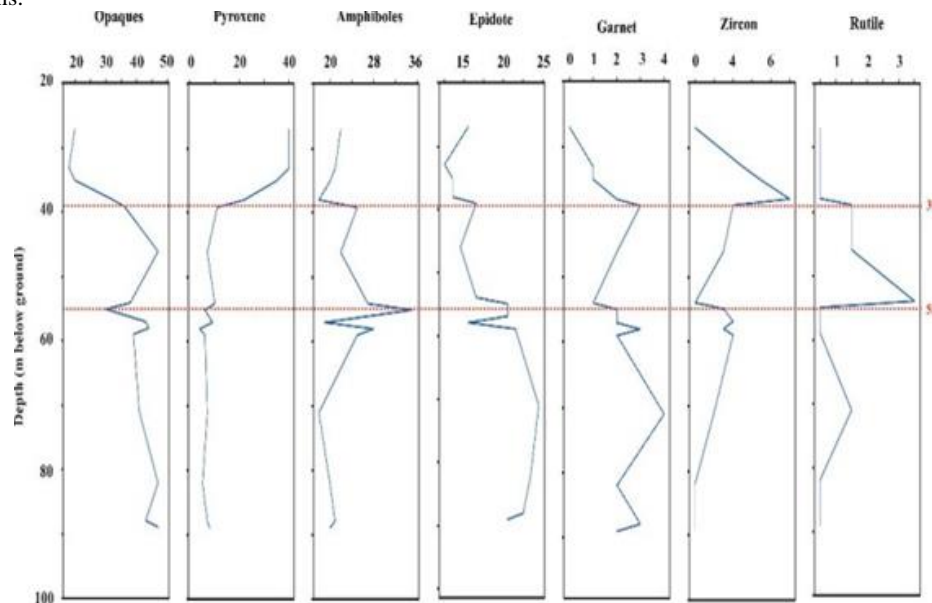 Opaques Pyroxene Amphiboles Epidote Garnet Zircon Rutile
20 30 40 50 0 20 40 20 28 36 15 20 25 0 1 2 3 4 0 4 6 0 1 2 3
20
40
60
80
100
Depth (m below ground)
3
5